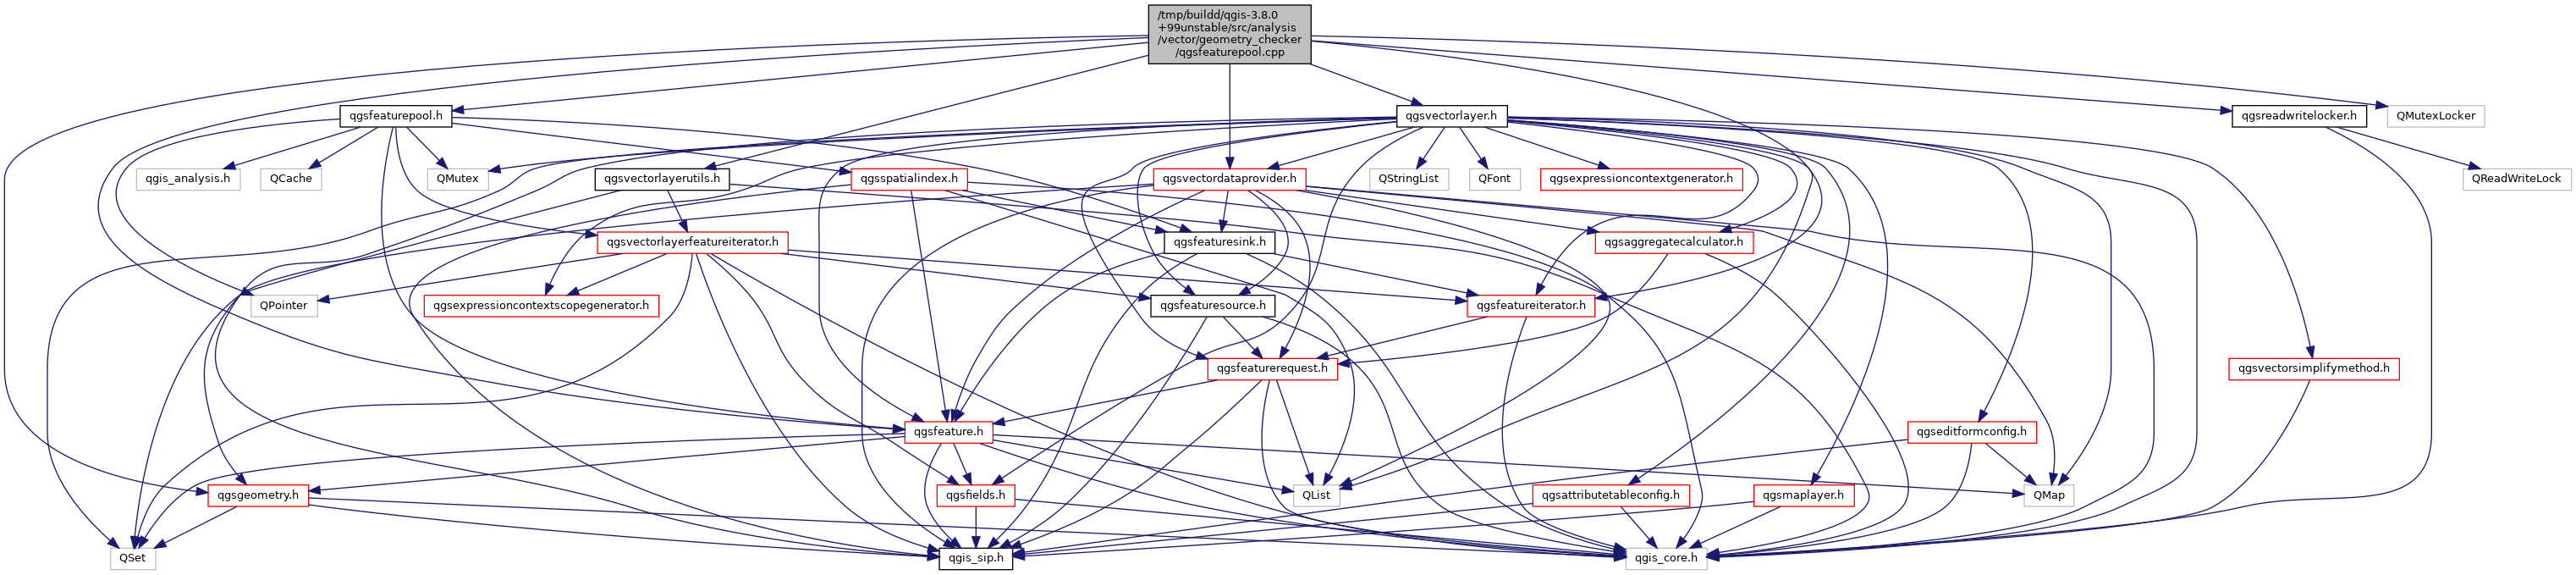 /tmp/buildd/qgis-3.8.0
+99unstable/src/analysis
/vector/geometry_checker
/qgsfeaturepool.cpp
qgsfeaturepool.h
qgsvectorlayer.h
qgsreadwritelocker.h
QMutexLocker
qgis_analysis.h
QCache
QMutex
qgsvectorlayerutils.h
qgsspatialindex.h
qgsvectordataprovider.h
QStringList
QFont
qgsexpressioncontextgenerator.h
QReadWriteLock
qgsvectorlayerfeatureiterator.h
qgsfeaturesink.h
qgsaggregatecalculator.h
QPointer
qgsexpressioncontextscopegenerator.h
qgsfeaturesource.h
qgsfeatureiterator.h
qgsfeaturerequest.h
qgsvectorsimplifymethod.h
qgsfeature.h
qgseditformconfig.h
qgsgeometry.h
qgsfields.h
QList
qgsattributetableconfig.h
qgsmaplayer.h
QMap
QSet
qgis_sip.h
qgis_core.h